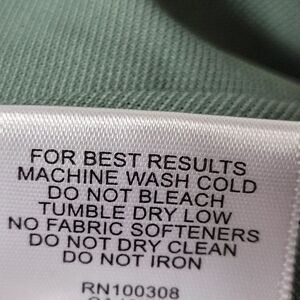 FOR BEST RESULTS
MACHINE WASH COLD
DO NOT BLEACH
TUMBLE DRY LOW
NO FABRIC SOFTENERS
DO NOT DRY CLEAN
DO NOT IRON
RN100308